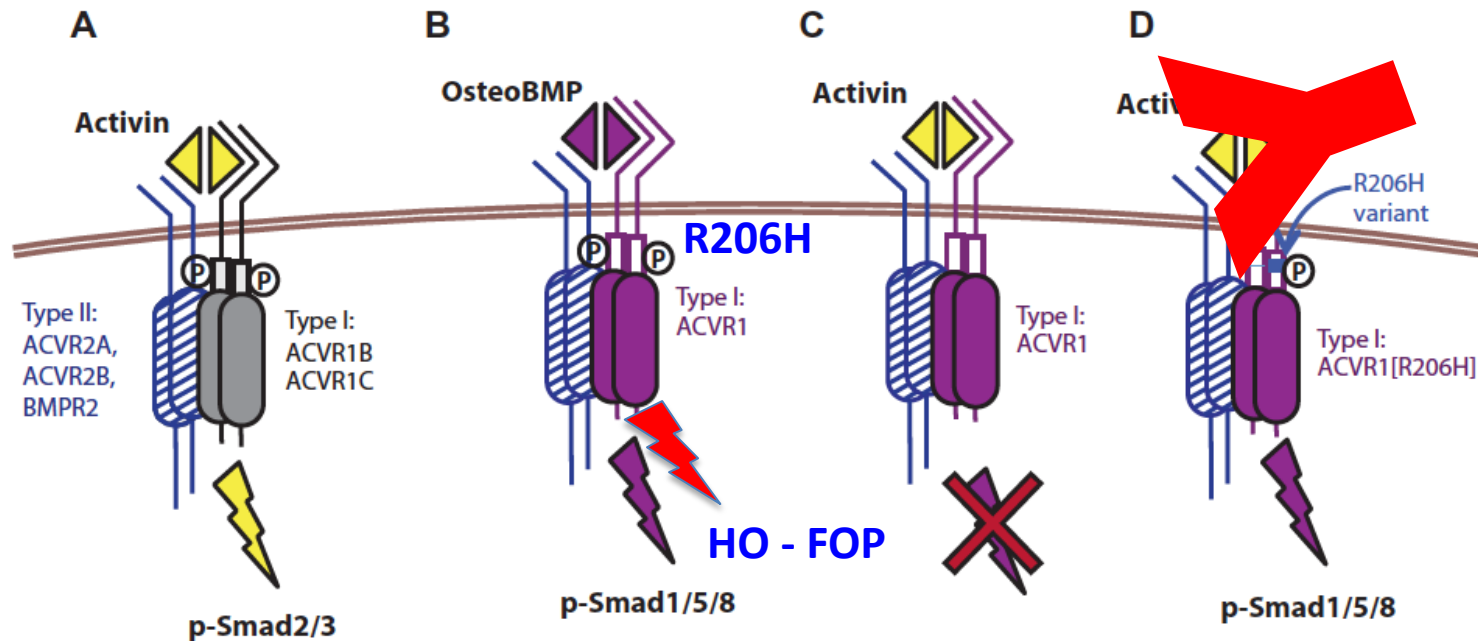 A
B
C
D
Activin
OsteoBMP
Activin
Activ
R206H
variant
P
P
P
P
R206H
P
Type II:
ACVR2A,
ACVR2B,
BMPR2
Type I:
ACVR1B
ACVR1C
Type I:
ACVR1
Type I:
ACVR1
Type I:
ACVR1[R206H]
HO - FOP
p-Smad2/3
p-Smad1/5/8
p-Smad1/5/8